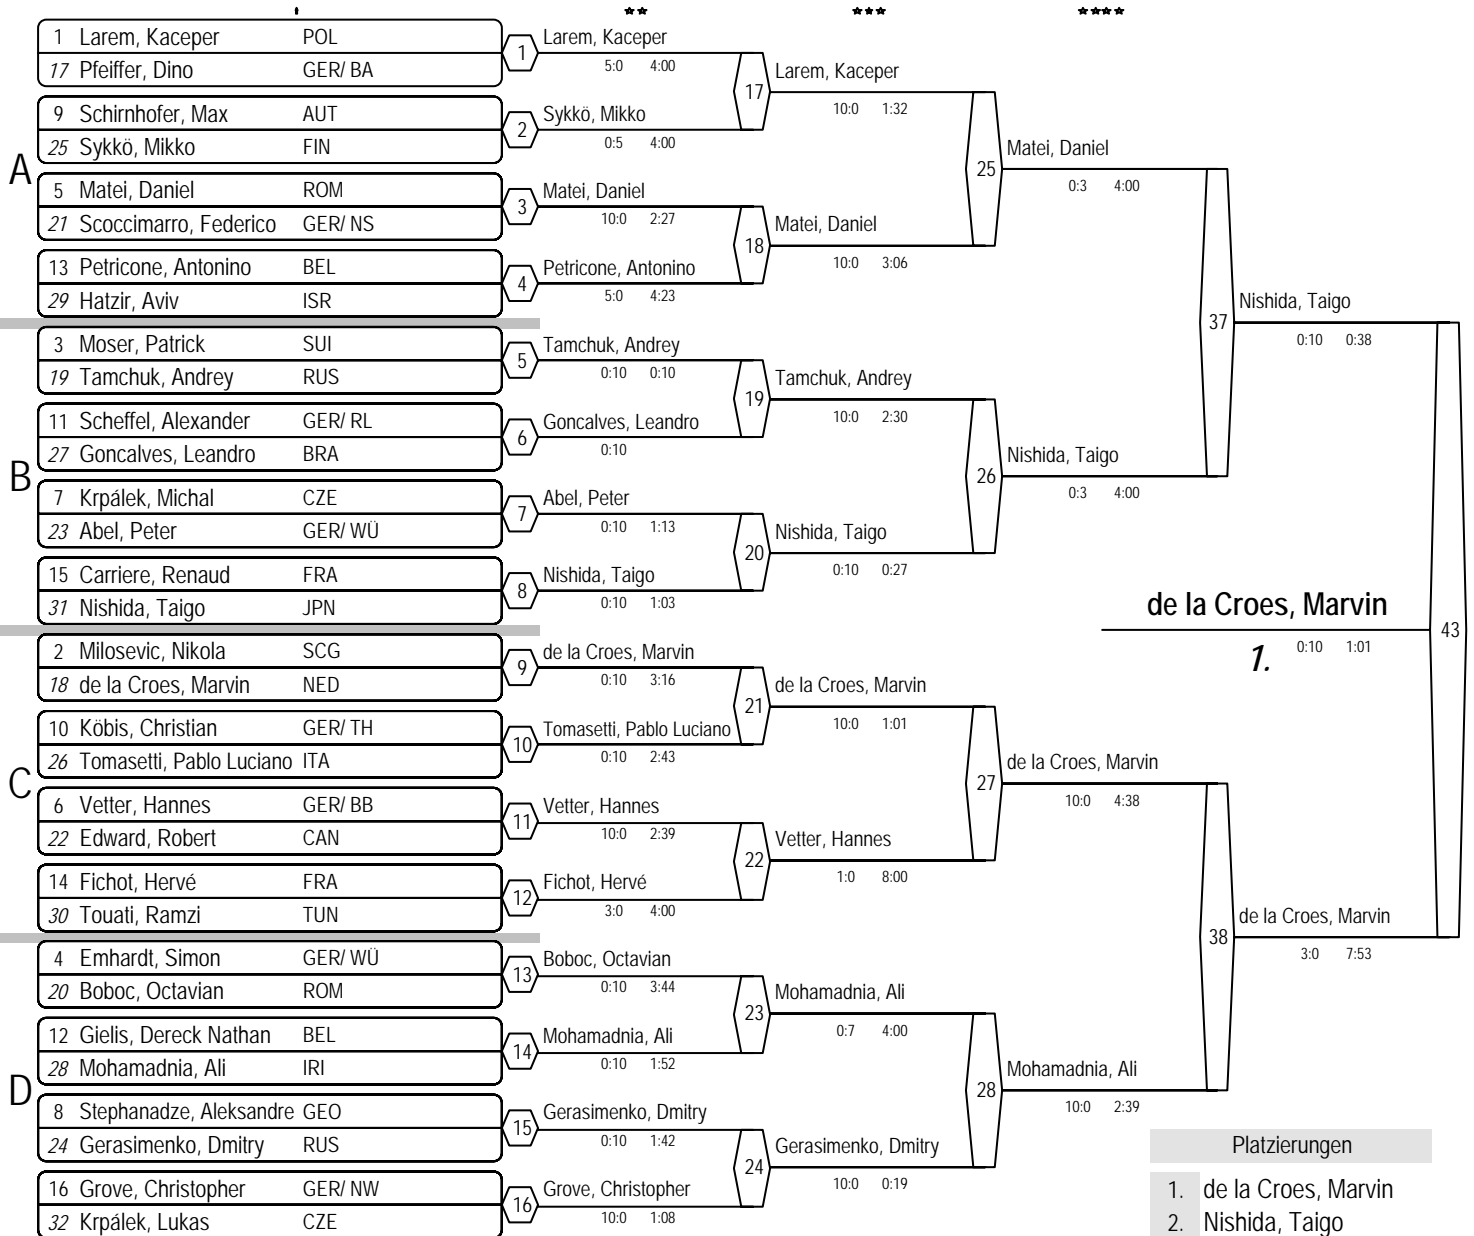 A
1 Larem, Kaceper POL
17 Pfeiffer, Dino GER/ BA
9 Schirnhofer, Max AUT
25 Sykkö, Mikko FIN
5 Matei, Daniel ROM
21 Scoccimarro, Federico GER/ NS
13 Petricone, Antonino BEL
29 Hatzir, Aviv ISR
B
3 Moser, Patrick SUI
19 Tamchuk, Andrey RUS
11 Scheffel, Alexander GER/ RL
27 Goncalves, Leandro BRA
7 Krpálek, Michal CZE
23 Abel, Peter GER/ WÜ
15 Carriere, Renaud FRA
31 Nishida, Taigo JPN
C
2 Milosevic, Nikola SCG
18 de la Croes, Marvin NED
10 Köbis, Christian GER/ TH
26 Tomasetti, Pablo Luciano ITA
6 Vetter, Hannes GER/ BB
22 Edward, Robert CAN
14 Fichot, Hervé FRA
30 Touati, Ramzi TUN
D
4 Emhardt, Simon GER/ WÜ
20 Boboc, Octavian ROM
12 Gielis, Dereck Nathan BEL
28 Mohamadnia, Ali IRI
8 Stephanadze, Aleksandre GEO
24 Gerasimenko, Dmitry RUS
16 Grove, Christopher GER/ NW
32 Krpálek, Lukas CZE
1 Larem, Kaceper
5:0 4:00
2 Sykkö, Mikko
0:5 4:00
3 Matei, Daniel
10:0 2:27
4 Petricone, Antonino
5:0 4:23
5 Tamchuk, Andrey
0:10 0:10
6 Goncalves, Leandro
0:10
7 Abel, Peter
0:10 1:13
8 Nishida, Taigo
0:10 1:03
9 de la Croes, Marvin
0:10 3:16
10 Tomasetti, Pablo Luciano
0:10 2:43
11 Vetter, Hannes
10:0 2:39
12 Fichot, Hervé
3:0 4:00
13 Boboc, Octavian
0:10 3:44
14 Mohamadnia, Ali
0:10 1:52
15 Gerasimenko, Dmitry
0:10 1:42
16 Grove, Christopher
10:0 1:08
17 Larem, Kaceper
10:0 1:32
18 Matei, Daniel
10:0 3:06
19 Tamchuk, Andrey
10:0 2:30
20 Nishida, Taigo
0:10 0:27
21 de la Croes, Marvin
10:0 1:01
22 Vetter, Hannes
1:0 8:00
23 Mohamadnia, Ali
0:7 4:00
24 Gerasimenko, Dmitry
10:0 0:19
25 Matei, Daniel
0:3 4:00
26 Nishida, Taigo
0:3 4:00
27 de la Croes, Marvin
10:0 4:38
28 Mohamadnia, Ali
10:0 2:39
37 Nishida, Taigo
0:10 0:38
38 de la Croes, Marvin
3:0 7:53
43
de la Croes, Marvin
1. 0:10 1:01
Platzierungen
1. de la Croes, Marvin
2. Nishida, Taigo